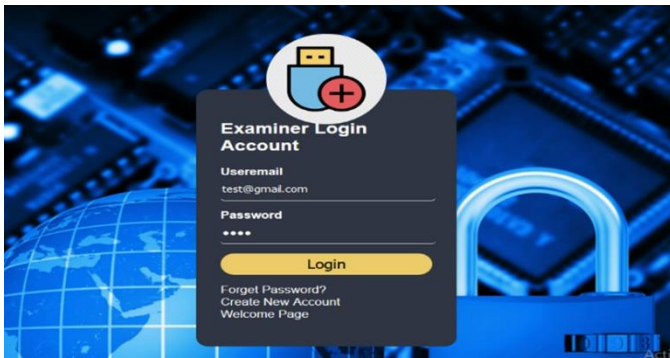 Examiner Login
Account
Useremail
test@gmail.com
Password
••••
Login
Forget Password?
Create New Account
Welcome Page